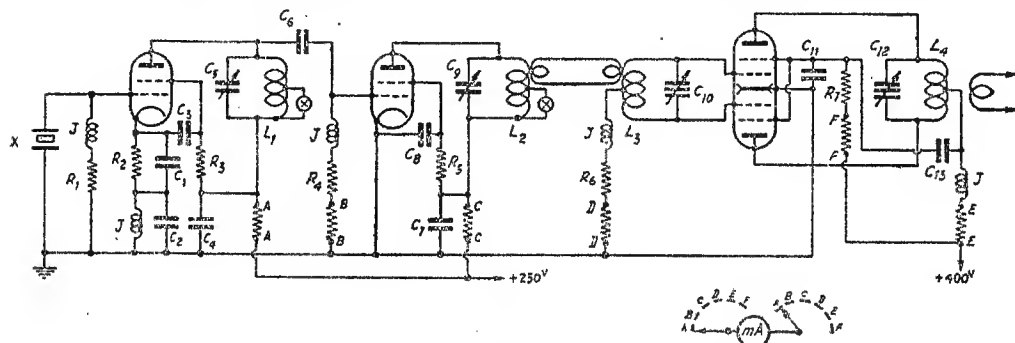 C6
C5
C9
C10
C11
C12
L4
X
J
R1
R2
C3
C1
R3
L1
J
R4
C8
R5
L2
J
L3
R6
R7
F
F
C13
J
J
C2
C4
A
A
B
B
C7
C
C
D
D
E
E
+250V
+400V
A B C D E F
mA
A B C D E F